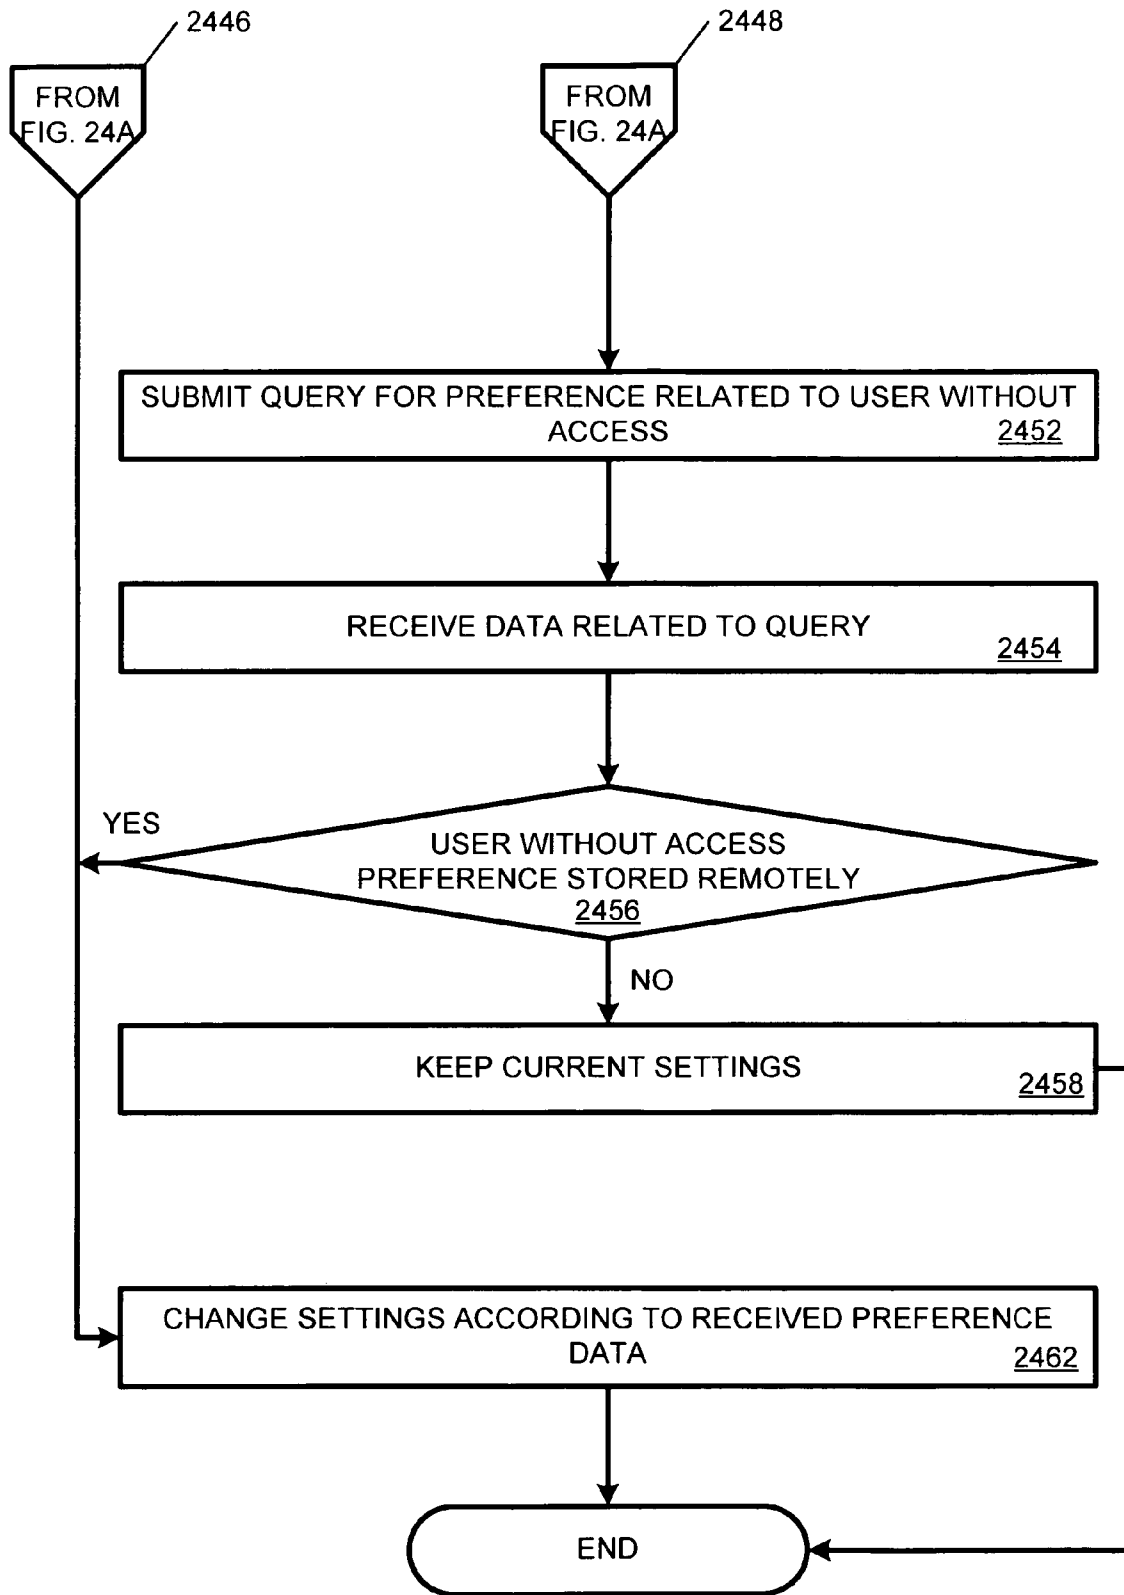 2446
2448
FROM
FIG. 24A
FROM
FIG. 24A
SUBMIT QUERY FOR PREFERENCE RELATED TO USER WITHOUT
ACCESS
2452
RECEIVE DATA RELATED TO QUERY
2454
YES
USER WITHOUT ACCESS
PREFERENCE STORED REMOTELY
2456
NO
KEEP CURRENT SETTINGS
2458
CHANGE SETTINGS ACCORDING TO RECEIVED PREFERENCE
DATA
2462
END